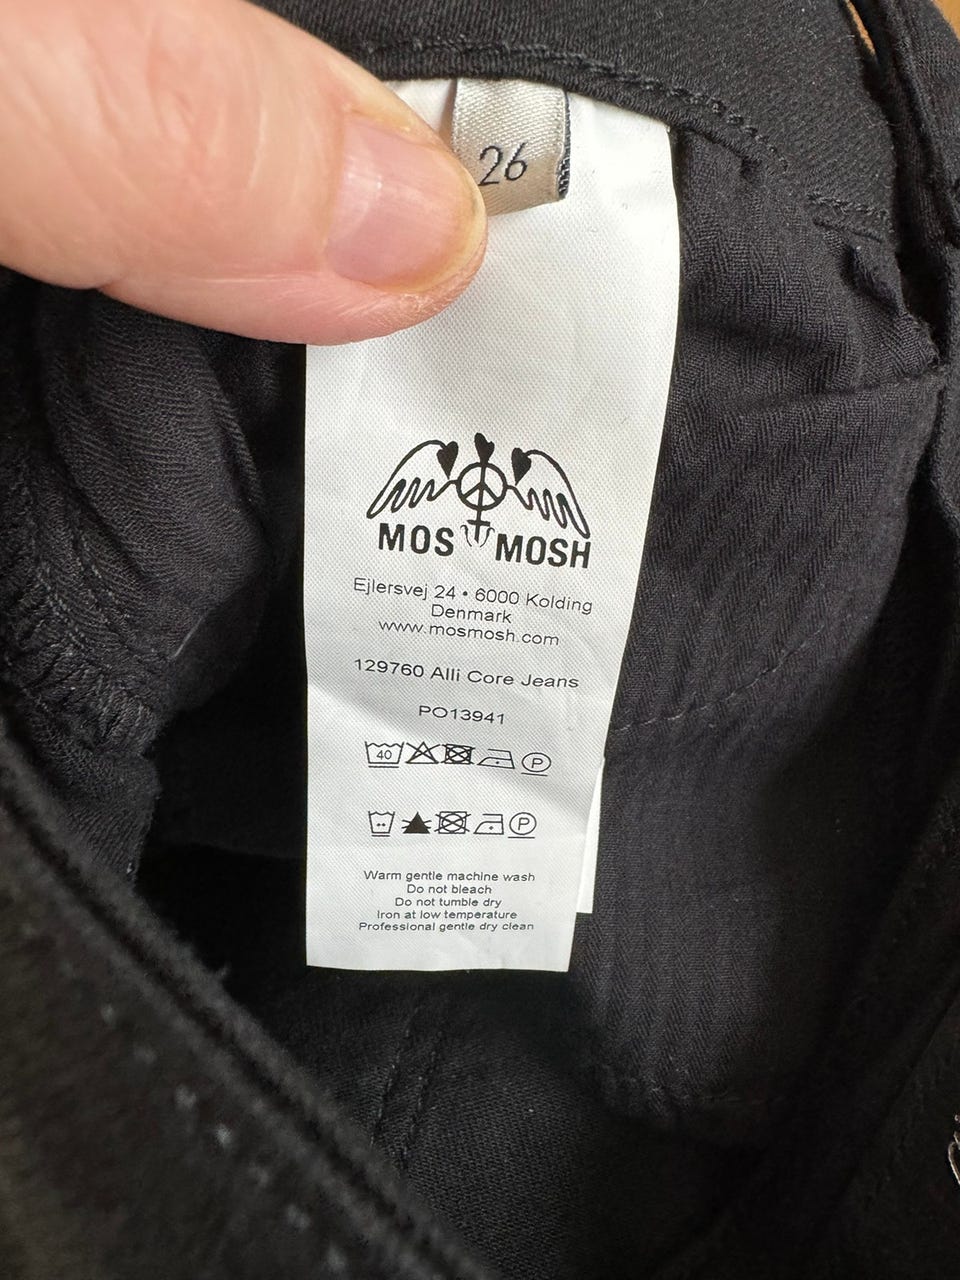 26
MOS MOSH
Ejlersvej 24 • 6000 Kolding
Denmark
www.mosmosh.com
129760 Alli Core Jeans
PO13941
40 P
P
Warm gentle machine wash
Do not bleach
Do not tumble dry
Iron at low temperature
Professional gentle dry clean